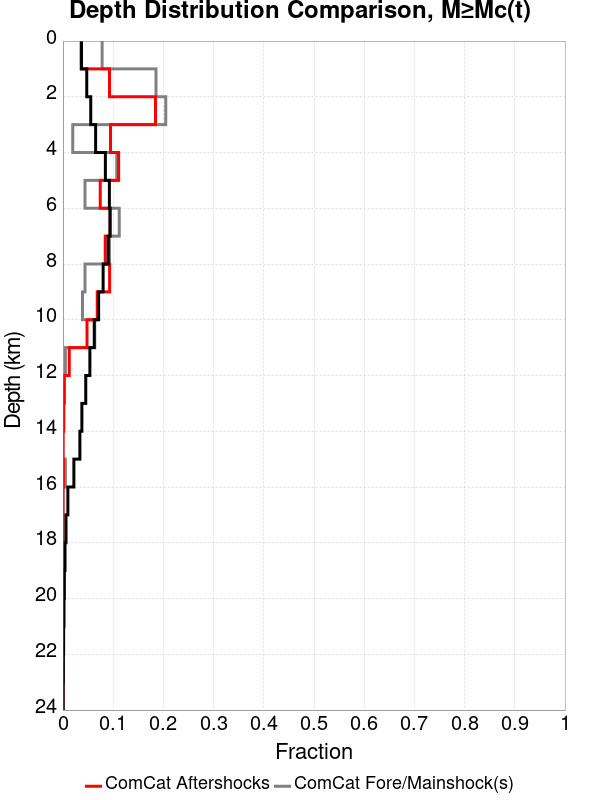 Depth Distribution Comparison, M≥Mc(t)
0
2
4
6
8
10
12
14
16
18
20
22
24
Depth (km)
0 0.1 0.2 0.3 0.4 0.5 0.6 0.7 0.8 0.9 1
Fraction
ComCat Aftershocks ComCat Fore/Mainshock(s)